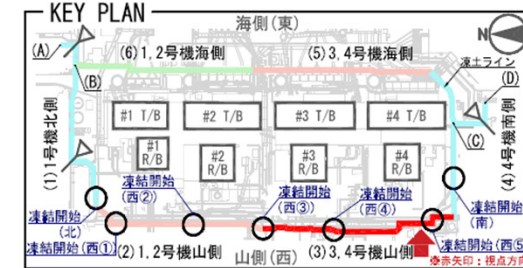 KEY PLAN
海側(東)
N
(A)
(6)1,2号機海側
(5)3,4号機海側
凍土ライン
(B)
(D)
#1 T/B
#2 T/B
#3 T/B
#4 T/B
(C)
(1)1号機北側
(4)4号機南側
#1
R/B
#2
R/B
#3
R/B
#4
R/B
凍結開始
(西②)
凍結開始
(西③)
凍結開始
(西④)
凍結開始
(北)
凍結開始
(南)
凍結開始(西①)
(2)1,2号機山側
(3)3,4号機山側
凍結開始(西⑤
山側(西)
※赤矢印：視点方向